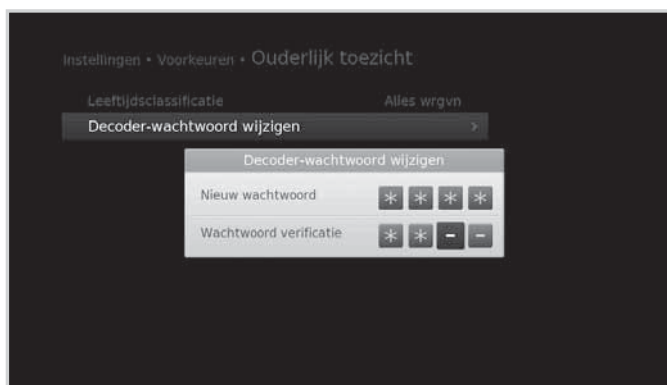 Instellingen • Voorkeuren • Ouderlijk toezicht
Leeftijdsclassificatie Alles wrgvn
Decoder-wachtwoord wijzigen >
Decoder-wachtwoord wijzigen
Nieuw wachtwoord * * * *
Wachtwoord verificatie * * - -